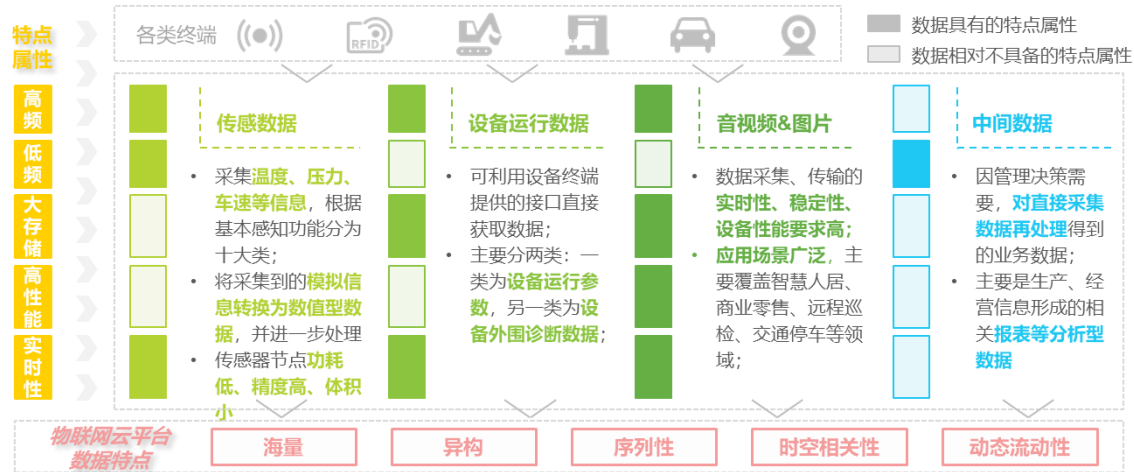 特点
属性
各类终端
RFID
数据具有的特点属性
数据相对不具备的特点属性
高
频
低
频
大
存
储
高
性
能
实
时
性
传感数据
• 采集温度、压力、
车速等信息，根据
基本感知功能分为
十大类；
• 将采集到的模拟信
息转换为数值型数
据，并进一步处理
• 传感器节点功耗
低、精度高、体积
小
设备运行数据
• 可利用设备终端
提供的接口直接
获取数据；
• 主要分两类：一
类为设备运行参
数，另一类为设
备外围诊断数据；
音视频&图片
• 数据采集、传输的
实时性、稳定性、
设备性能要求高；
• 应用场景广泛，主
要覆盖智慧人居、
商业零售、远程巡
检、交通停车等领
域；
中间数据
• 因管理决策需
要，对直接采集
数据再处理得到
的业务数据；
• 主要是生产、经
营信息形成的相
关报表等分析型
数据
物联网云平台
数据特点
海量
异构
序列性
时空相关性
动态流动性